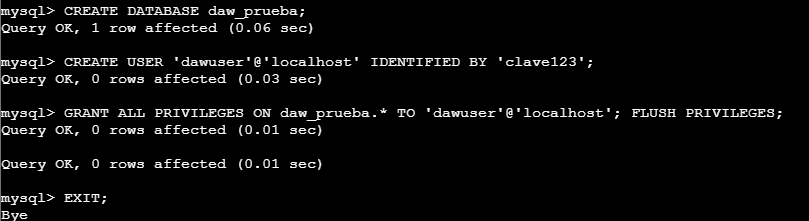 mysql> CREATE DATABASE daw_prueba;
Query OK, 1 row affected (0.06 sec)
mysql> CREATE USER 'dawuser'@'localhost' IDENTIFIED BY 'clave123';
Query OK, 0 rows affected (0.03 sec)
mysql> GRANT ALL PRIVILEGES ON daw_prueba.* TO 'dawuser'@'localhost'; FLUSH PRIVILEGES;
Query OK, 0 rows affected (0.01 sec)
Query OK, 0 rows affected (0.01 sec)
mysql> EXIT;
Bye